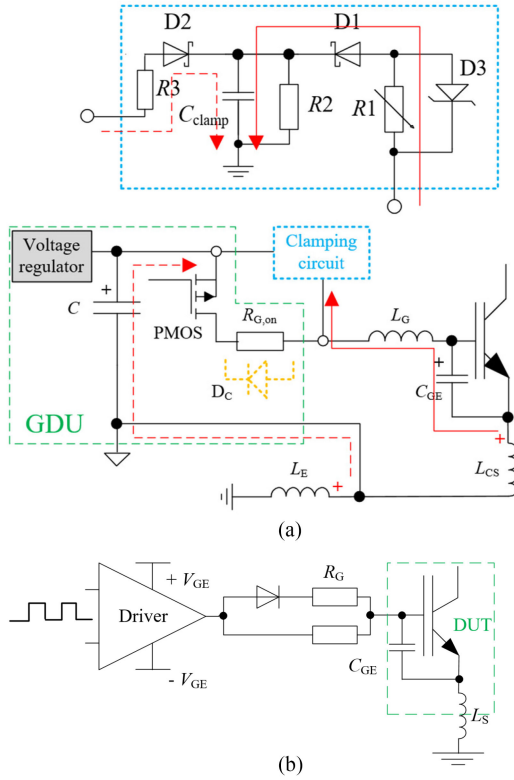 D2 D1
R3 D3
C_clamp R2 R1
Voltage regulator
Clamping circuit
+
C
PMOS
R_G,on
L_G
+
C_GE
D_C
GDU
+
L_CS
L_E
+
(a)
+ V_GE
Driver
R_G
DUT
C_GE
- V_GE
L_S
(b)